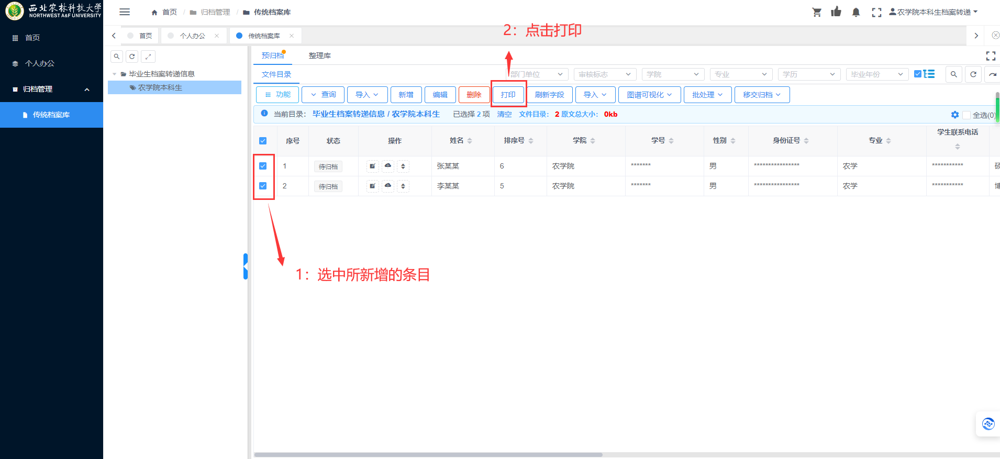 西北农林科技大学
NORTHWEST A&F UNIVERSITY
首页 / 归档管理 / 传统档案库
农学院本科生档案转递
首页
个人办公
归档管理
传统档案库
首页 个人办公 传统档案库
2：点击打印
毕业生档案转递信息
农学院本科生
预归档 整理库
文件目录 部门单位 审核标志 学院 专业 学历 毕业年份
功能 查询 导入 新增 编辑 删除 打印 刷新字段 导入 图谱可视化 批处理 移交归档
当前目录： 毕业生档案转递信息 / 农学院本科生 已选择 2 项 清空 文件目录： 2 原文总大小： 0kb 全选(0)
序号 状态 操作 姓名 排序号 学院 学号 性别 身份证号 专业 学生联系电话
1 待归档 张某某 6 农学院 ******* 男 **************** 农学 ***********
2 待归档 李某某 5 农学院 ******* 男 **************** 农学 ***********
1：选中所新增的条目